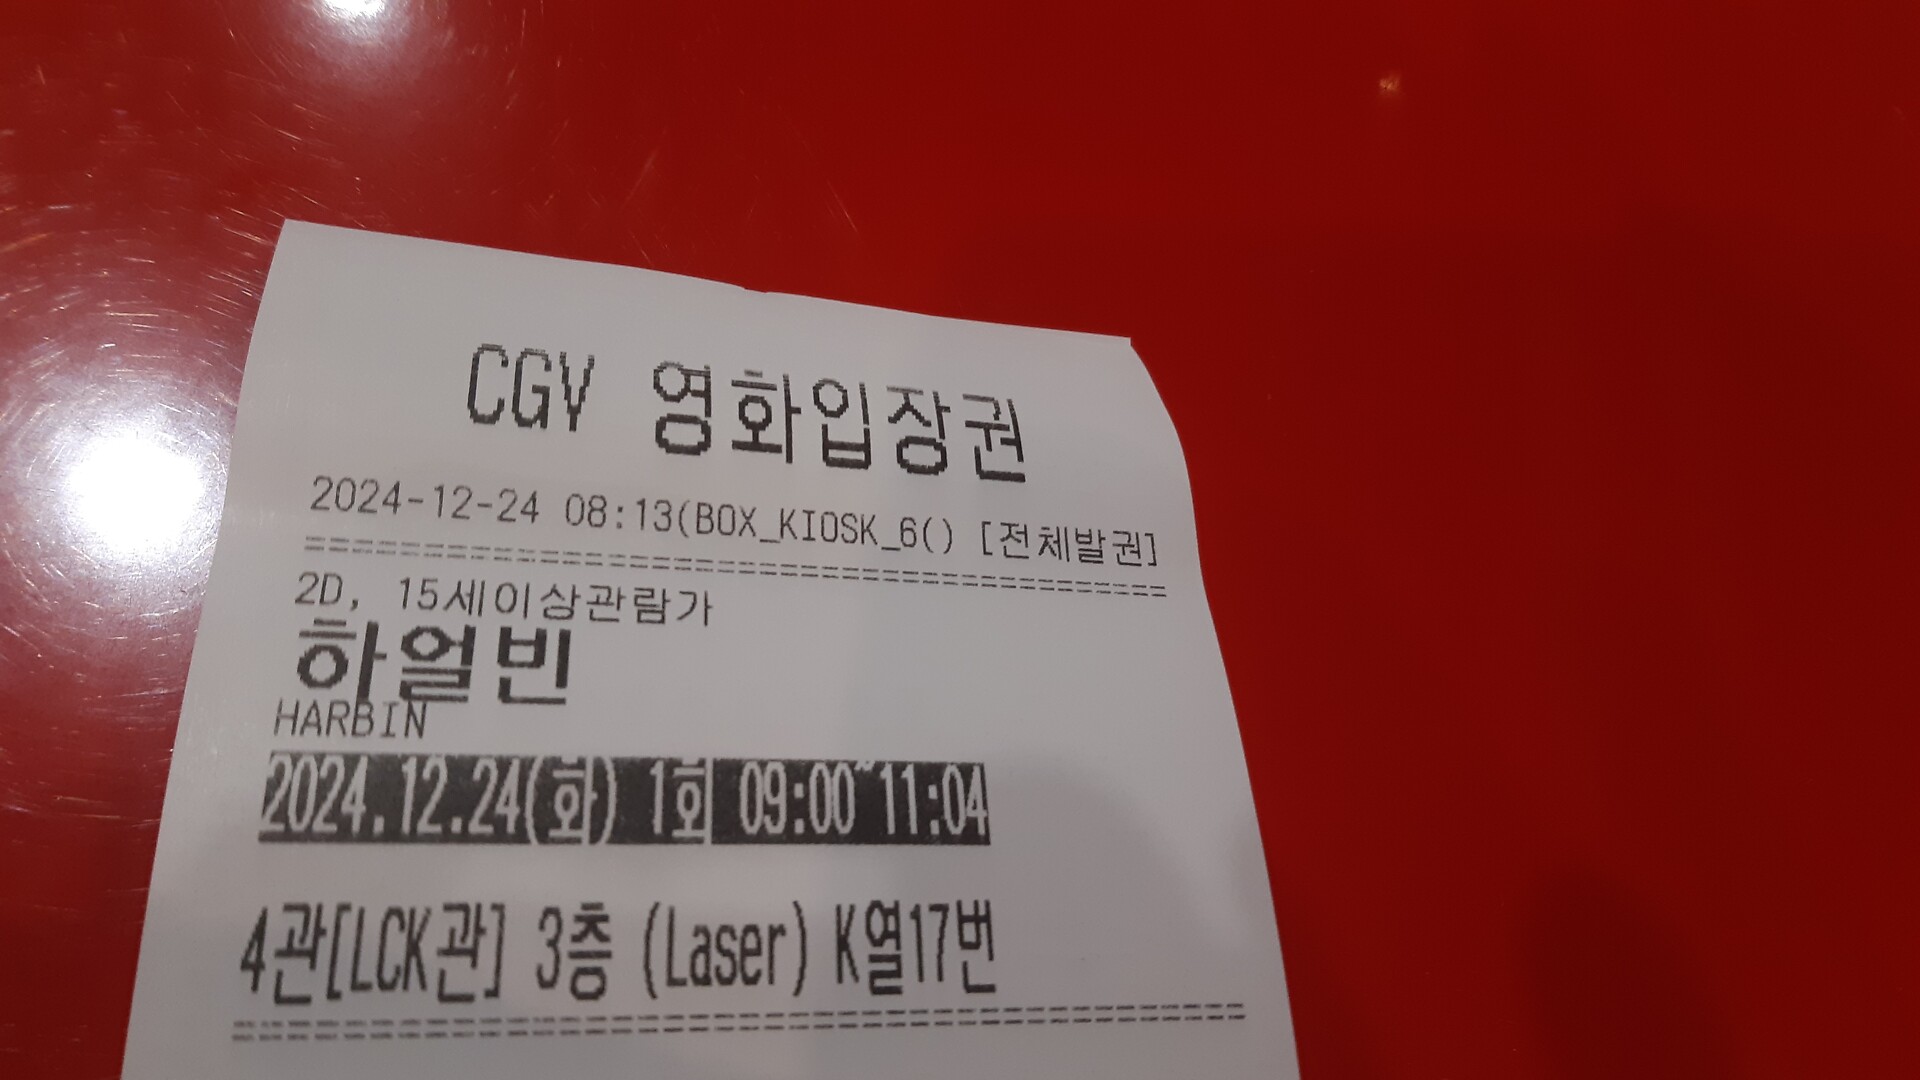 CGV 영화입장권
2024-12-24 08:13(BOX_KIOSK_6() [전체발권]
2D, 15세이상관람가
하얼빈
HARBIN
2024.12.24(화) 1회 09:00~11:04
4관[LCK관] 3층 (Laser) K열17번